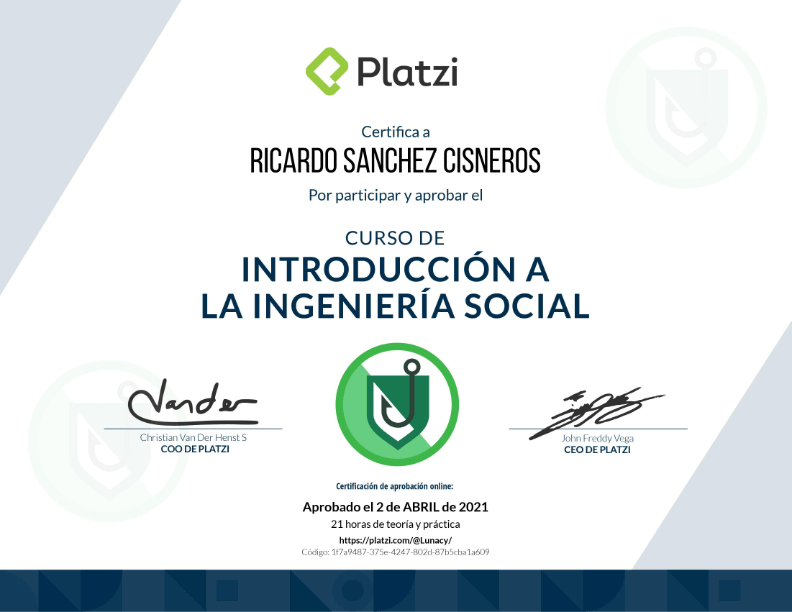 Platzi
Certifica a
RICARDO SANCHEZ CISNEROS
Por participar y aprobar el
CURSO DE
INTRODUCCIÓN A
LA INGENIERÍA SOCIAL
Vander
Christian Van Der Henst S
COO DE PLATZI
John Freddy Vega
CEO DE PLATZI
Certificación de aprobación online:
Aprobado el 2 de ABRIL de 2021
21 horas de teoría y práctica
https://platzi.com/@Lunacy/
Código: 1f7a9487-375e-4247-802d-87b5cba1a609